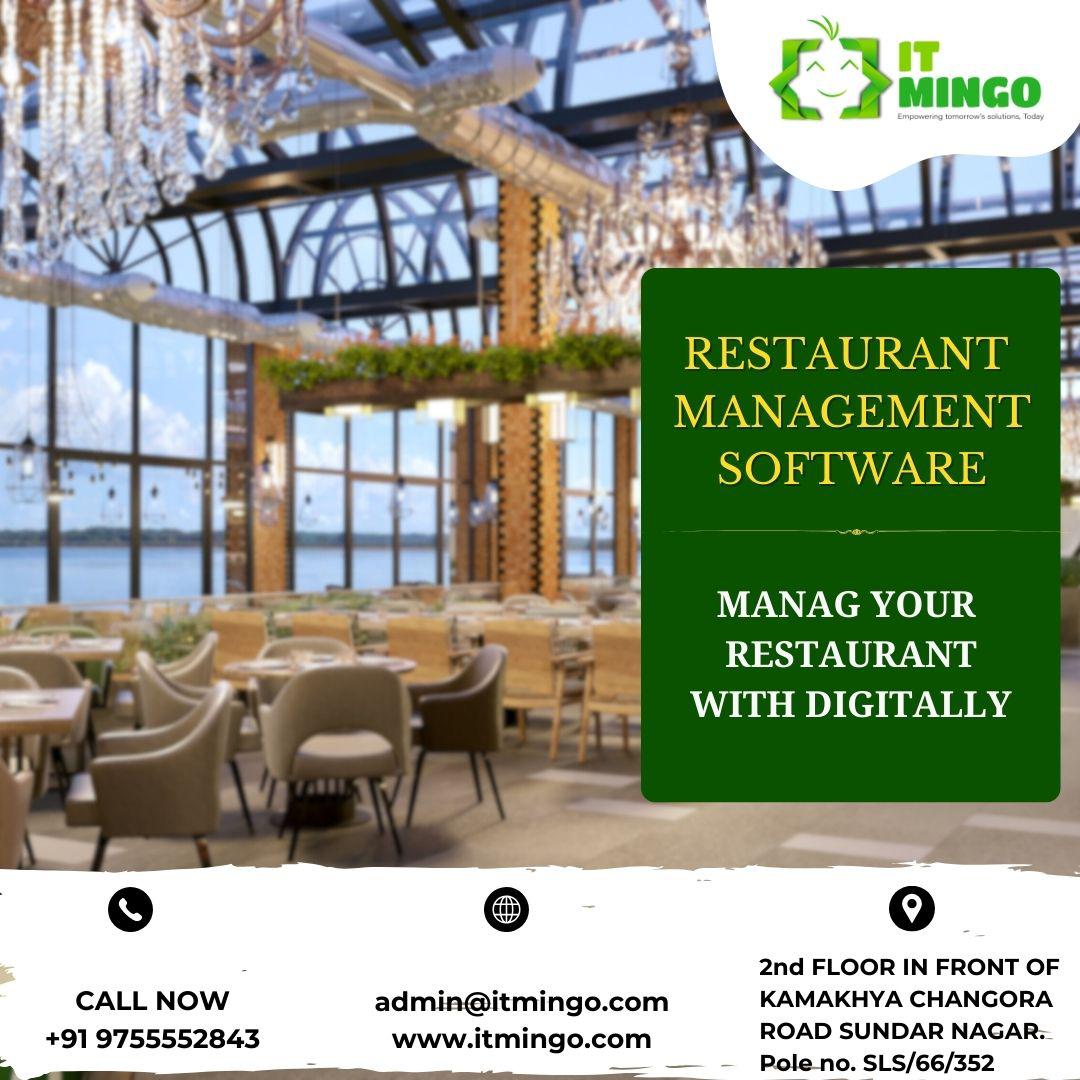 IT
MINGO
Empowering tomorrow's solutions, Today
RESTAURANT
MANAGEMENT
SOFTWARE
MANAG YOUR
RESTAURANT
WITH DIGITALLY
CALL NOW
+91 9755552843
admin@itmingo.com
www.itmingo.com
2nd FLOOR IN FRONT OF
KAMAKHYA CHANGORA
ROAD SUNDAR NAGAR.
Pole no. SLS/66/352